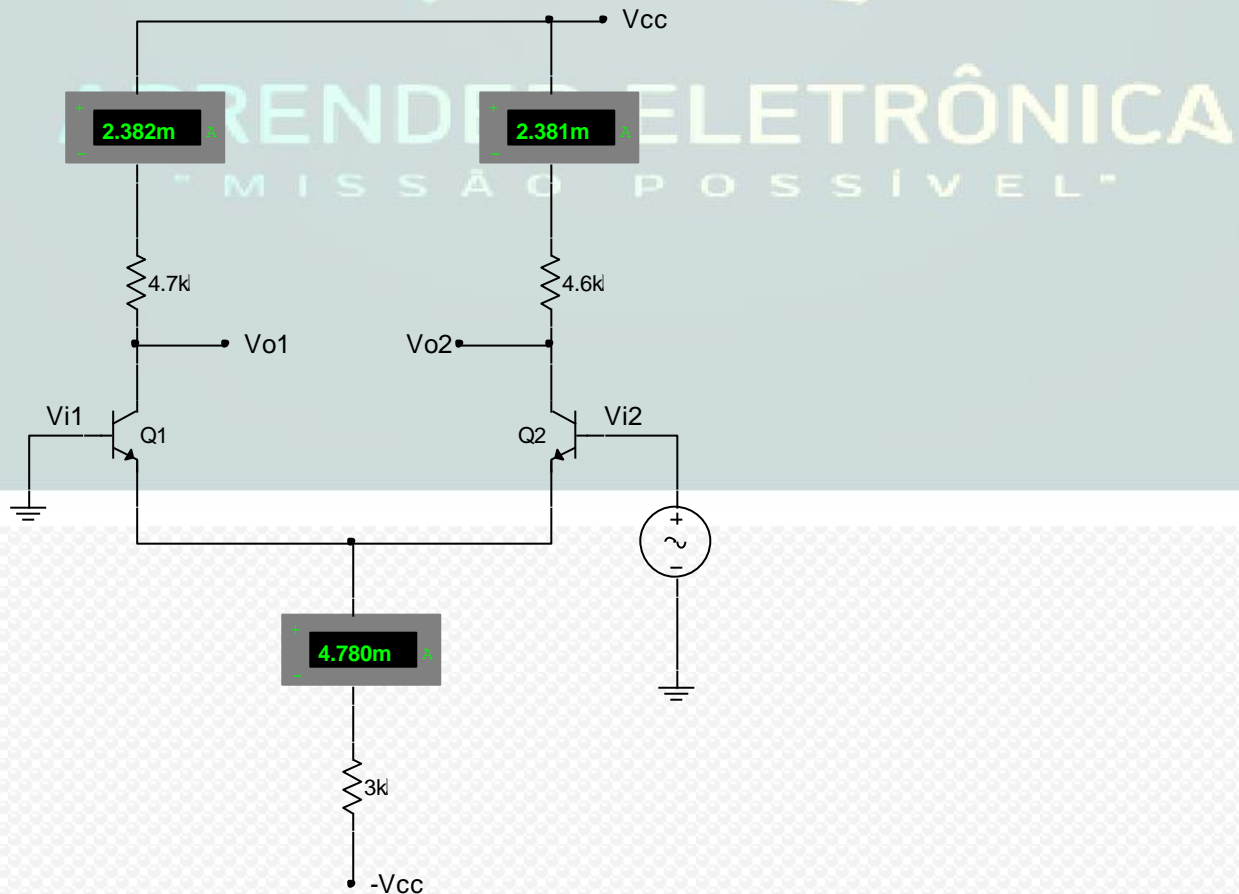 Vcc
APRENDER ELETRÔNICA
2.382m A
2.381m A
"MISSÃO POSSÍVEL"
4.7k
4.6k
Vo1
Vo2
Vi1
Vi2
Q1
Q2
4.780m A
3k
-Vcc